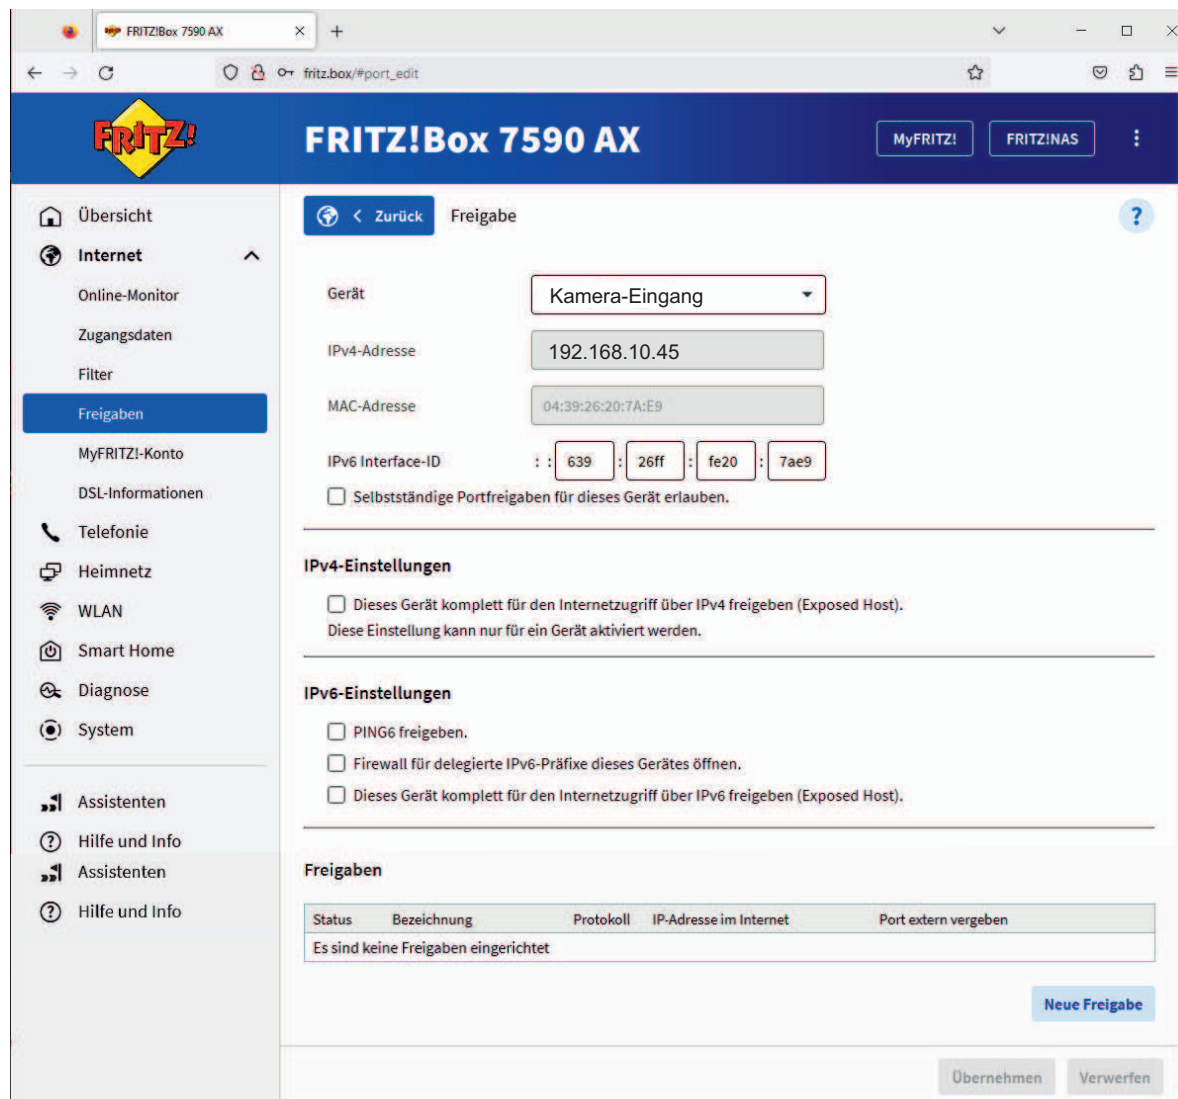 FRITZ!Box 7590 AX
fritz.box/#port_edit
FRITZ!
FRITZ!Box 7590 AX
MyFRITZ!
FRITZ!NAS
Übersicht
Internet
Online-Monitor
Zugangsdaten
Filter
Freigaben
MyFRITZ!-Konto
DSL-Informationen
Telefonie
Heimnetz
WLAN
Smart Home
Diagnose
System
Assistenten
Hilfe und Info
Assistenten
Hilfe und Info
Zurück Freigabe ?
Gerät Kamera-Eingang
IPv4-Adresse 192.168.10.45
MAC-Adresse 04:39:26:20:7A:E9
IPv6 Interface-ID : : 639 : 26ff : fe20 : 7ae9
Selbstständige Portfreigaben für dieses Gerät erlauben.
IPv4-Einstellungen
Dieses Gerät komplett für den Internetzugriff über IPv4 freigeben (Exposed Host).
Diese Einstellung kann nur für ein Gerät aktiviert werden.
IPv6-Einstellungen
PING6 freigeben.
Firewall für delegierte IPv6-Präfixe dieses Gerätes öffnen.
Dieses Gerät komplett für den Internetzugriff über IPv6 freigeben (Exposed Host).
Freigaben
Status Bezeichnung Protokoll IP-Adresse im Internet Port extern vergeben
Es sind keine Freigaben eingerichtet
Neue Freigabe
Übernehmen Verwerfen